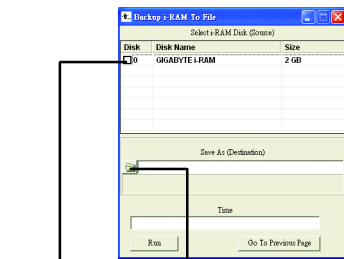 Backup i-RAM To File
Select i-RAM Disk (Source)
Disk Disk Name Size
0 GIGABYTE i-RAM 2 GB
Save As (Destination)
Time
Run Go To Previous Page